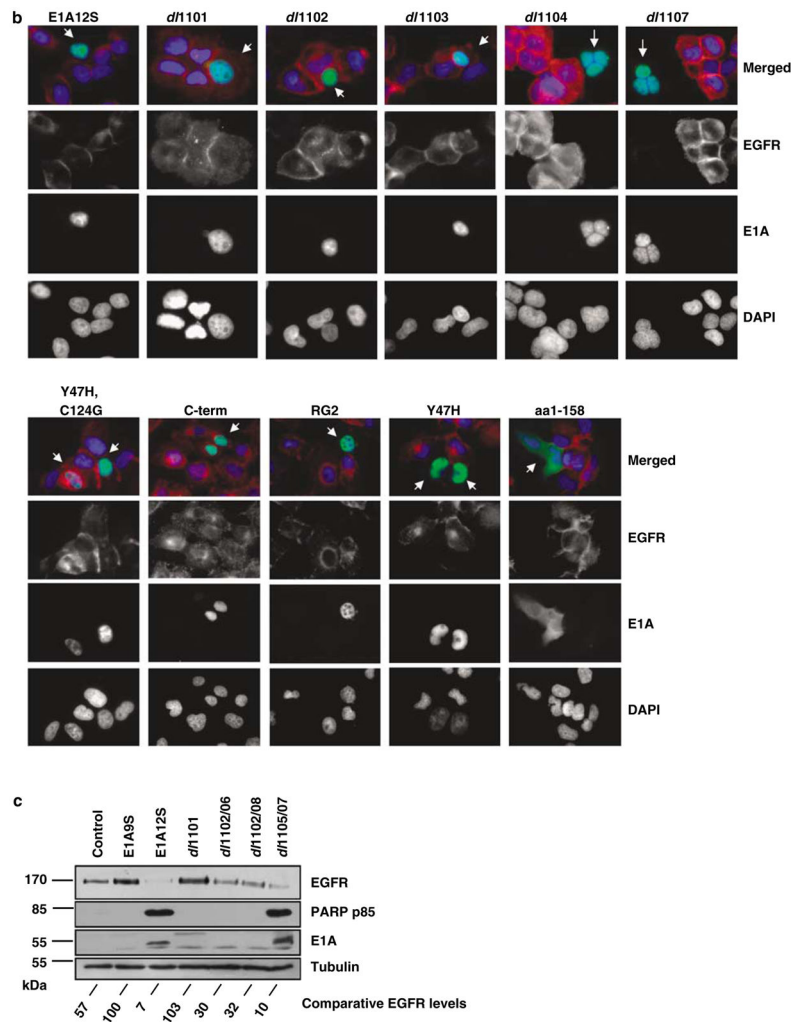 b
E1A12S dl1101 dl1102 dl1103 dl1104 dl1107
Merged
EGFR
E1A
DAPI
Y47H,
C124G C-term RG2 Y47H aa1-158
Merged
EGFR
E1A
DAPI
c
Control E1A9S E1A12S dl1101 dl1102/06 dl1102/08 dl1105/07
170 EGFR
85 PARP p85
55 E1A
55 Tubulin
kDa
57 100 7 103 30 32 10 Comparative EGFR levels